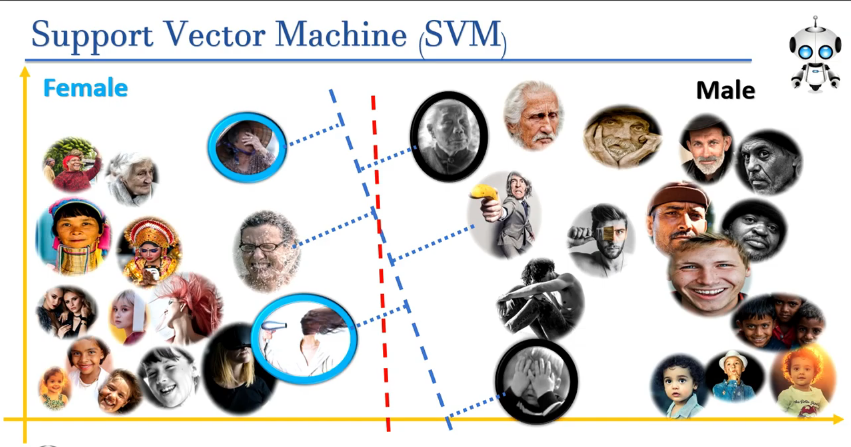 Support Vector Machine (SVM)
Female
Male